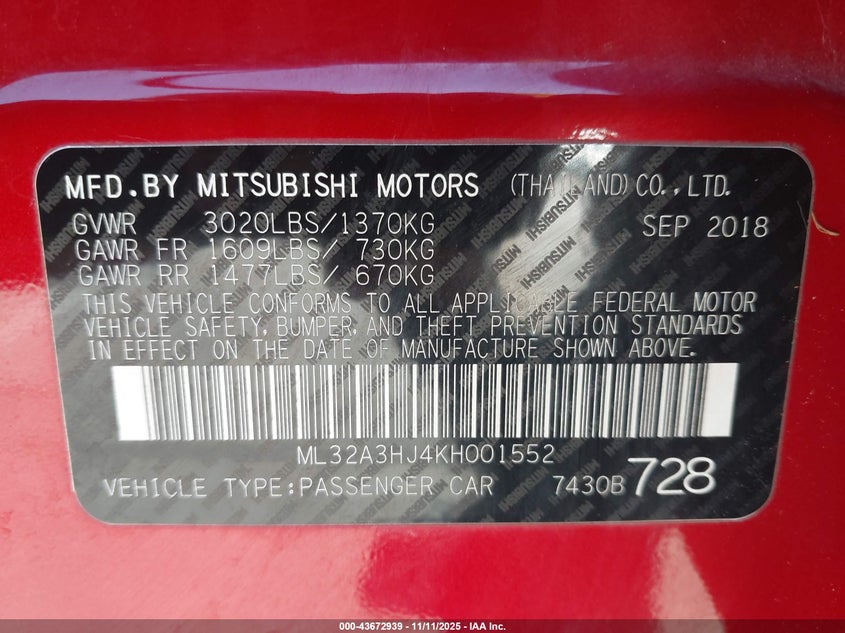 MFD.BY MITSUBISHI MOTORS (THAILAND)CO.,LTD.
GVWR 3020LBS/1370KG SEP 2018
GAWR FR 1609LBS/ 730KG
GAWR RR 1477LBS/ 670KG
THIS VEHICLE CONFORMS TO ALL APPLICABLE FEDERAL MOTOR
VEHICLE SAFETY, BUMPER, AND THEFT PREVENTION STANDARDS
IN EFFECT ON THE DATE OF MANUFACTURE SHOWN ABOVE.
ML32A3HJ4KH001552
VEHICLE TYPE:PASSENGER CAR 7430B 728
000-43672939 - 11/11/2025 - IAA Inc.